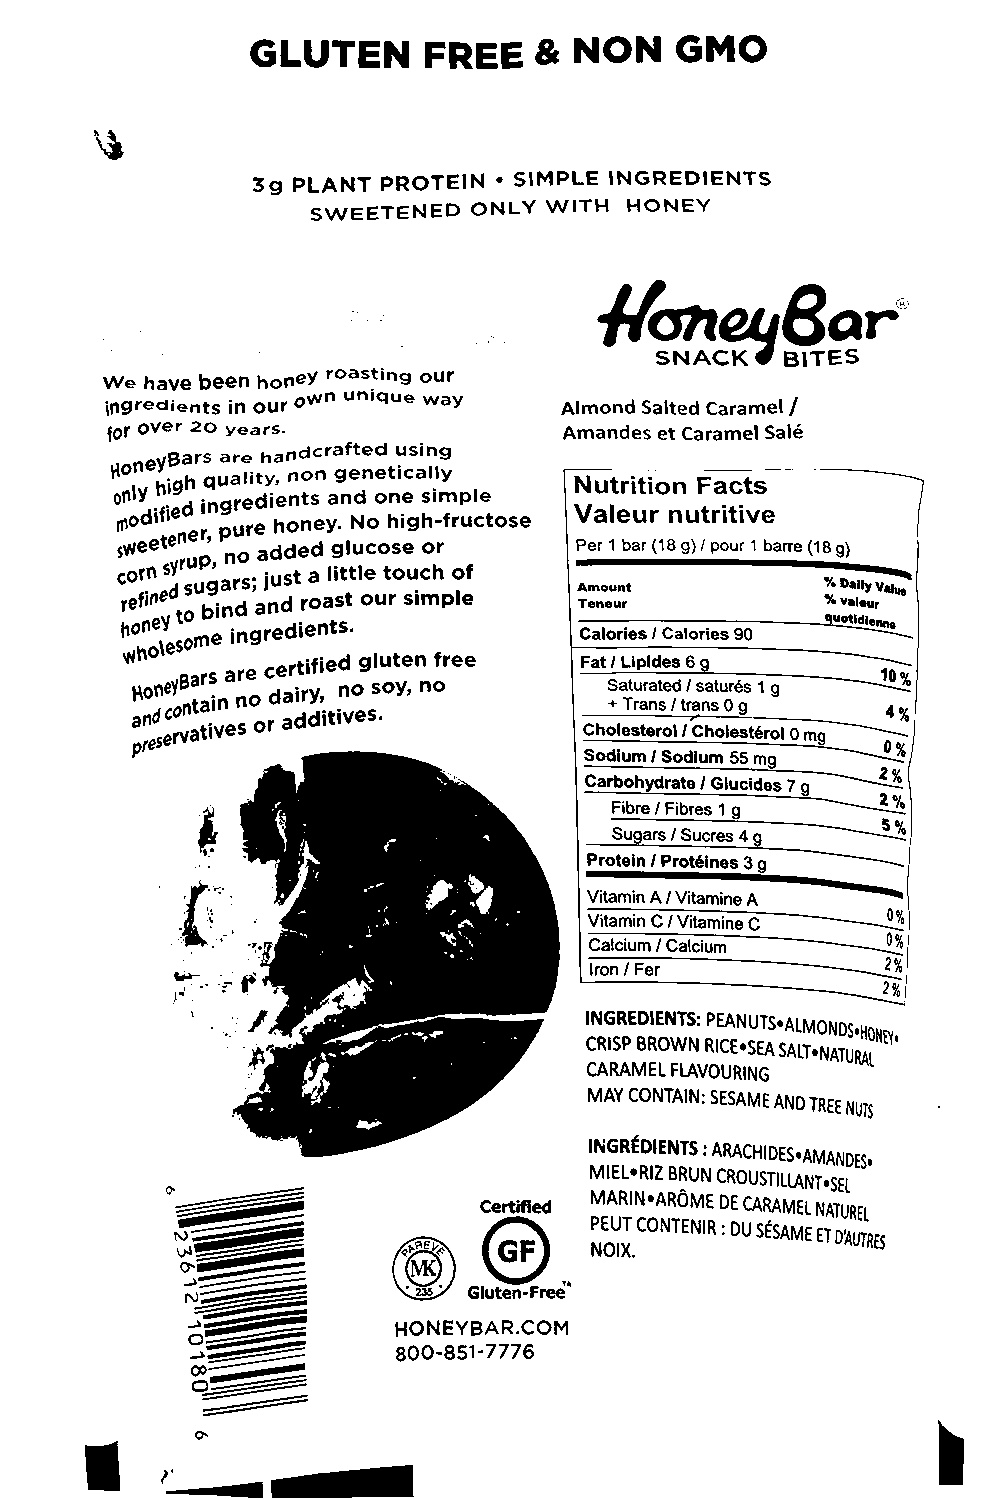 GLUTEN FREE & NON GMO
3g PLANT PROTEIN • SIMPLE INGREDIENTS
SWEETENED ONLY WITH HONEY
We have been honey roasting our
ingredients in our own unique way
for over 20 years.
HoneyBars are handcrafted using
only high quality, non genetically
modified ingredients and one simple
sweetener, pure honey. No high-fructose
corn syrup, no added glucose or
refined sugars; just a little touch of
honey to bind and roast our simple
wholesome ingredients.
HoneyBars are certified gluten free
and contain no dairy, no soy, no
preservatives or additives.
HoneyBar®
SNACK BITES
Almond Salted Caramel /
Amandes et Caramel Salé
Nutrition Facts
Valeur nutritive
Per 1 bar (18 g) / pour 1 barre (18 g)
Amount % Daily Value
Teneur % valeur quotidienne
Calories / Calories 90
Fat / Lipides 6 g 10 %
Saturated / saturés 1 g
+ Trans / trans 0 g 4 %
Cholesterol / Cholestérol 0 mg 0 %
Sodium / Sodium 55 mg 2 %
Carbohydrate / Glucides 7 g 2 %
Fibre / Fibres 1 g 5 %
Sugars / Sucres 4 g
Protein / Protéines 3 g
Vitamin A / Vitamine A 0 %
Vitamin C / Vitamine C 0 %
Calcium / Calcium 2 %
Iron / Fer 2 %
INGREDIENTS: PEANUTS•ALMONDS•HONEY•
CRISP BROWN RICE•SEA SALT•NATURAL
CARAMEL FLAVOURING
MAY CONTAIN: SESAME AND TREE NUTS
INGRÉDIENTS : ARACHIDES•AMANDES•
MIEL•RIZ BRUN CROUSTILLANT•SEL
MARIN•ARÔME DE CARAMEL NATUREL
PEUT CONTENIR : DU SÉSAME ET D'AUTRES
NOIX.
6 23612 10180 6
PAREVE
MK
• 235 •
Certified
GF
Gluten-Free™
HONEYBAR.COM
800-851-7776